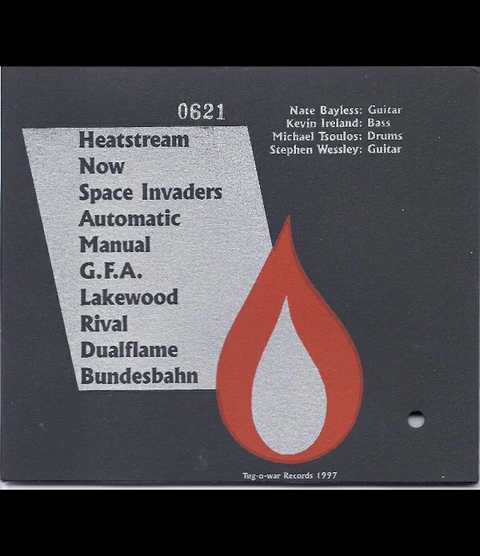 0621
Nate Bayless: Guitar
Kevin Ireland: Bass
Michael Tsoulos: Drums
Stephen Wessley: Guitar
Heatstream
Now
Space Invaders
Automatic
Manual
G.F.A.
Lakewood
Rival
Dualflame
Bundesbahn
Tug-o-war Records 1997